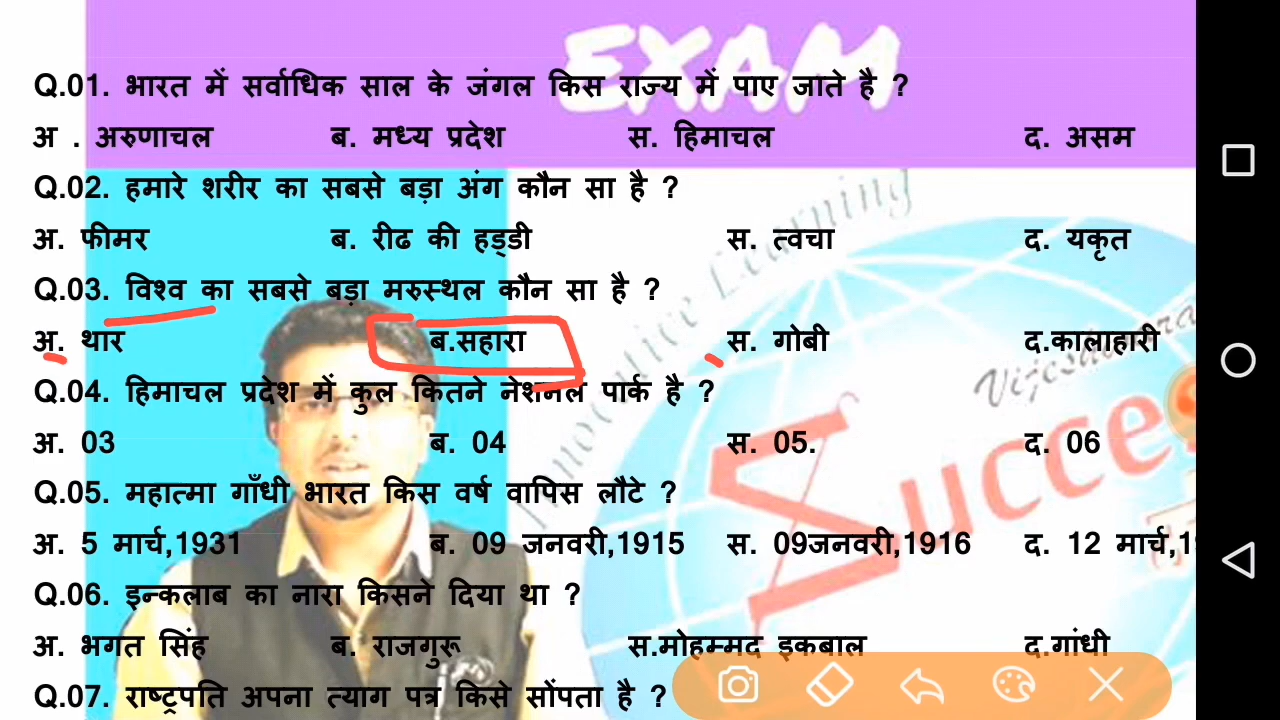 EXAM
Q.01. भारत में सर्वाधिक साल के जंगल किस राज्य में पाए जाते है ?
अ . अरुणाचल ब. मध्य प्रदेश स. हिमाचल द. असम
Q.02. हमारे शरीर का सबसे बड़ा अंग कौन सा है ?
अ. फीमर ब. रीढ की हड्डी स. त्वचा द. यकृत
Q.03. विश्व का सबसे बड़ा मरुस्थल कौन सा है ?
अ. थार ब.सहारा स. गोबी द.कालाहारी
Q.04. हिमाचल प्रदेश में कुल कितने नेशनल पार्क है ?
अ. 03 ब. 04 स. 05. द. 06
Q.05. महात्मा गाँधी भारत किस वर्ष वापिस लौटे ?
अ. 5 मार्च,1931 ब. 09 जनवरी,1915 स. 09जनवरी,1916 द. 12 मार्च,1
Q.06. इन्कलाब का नारा किसने दिया था ?
अ. भगत सिंह ब. राजगुरू स.मोहम्मद इकबाल द.गांधी
Q.07. राष्ट्रपति अपना त्याग पत्र किसे सोंपता है ?
Learning
Succes